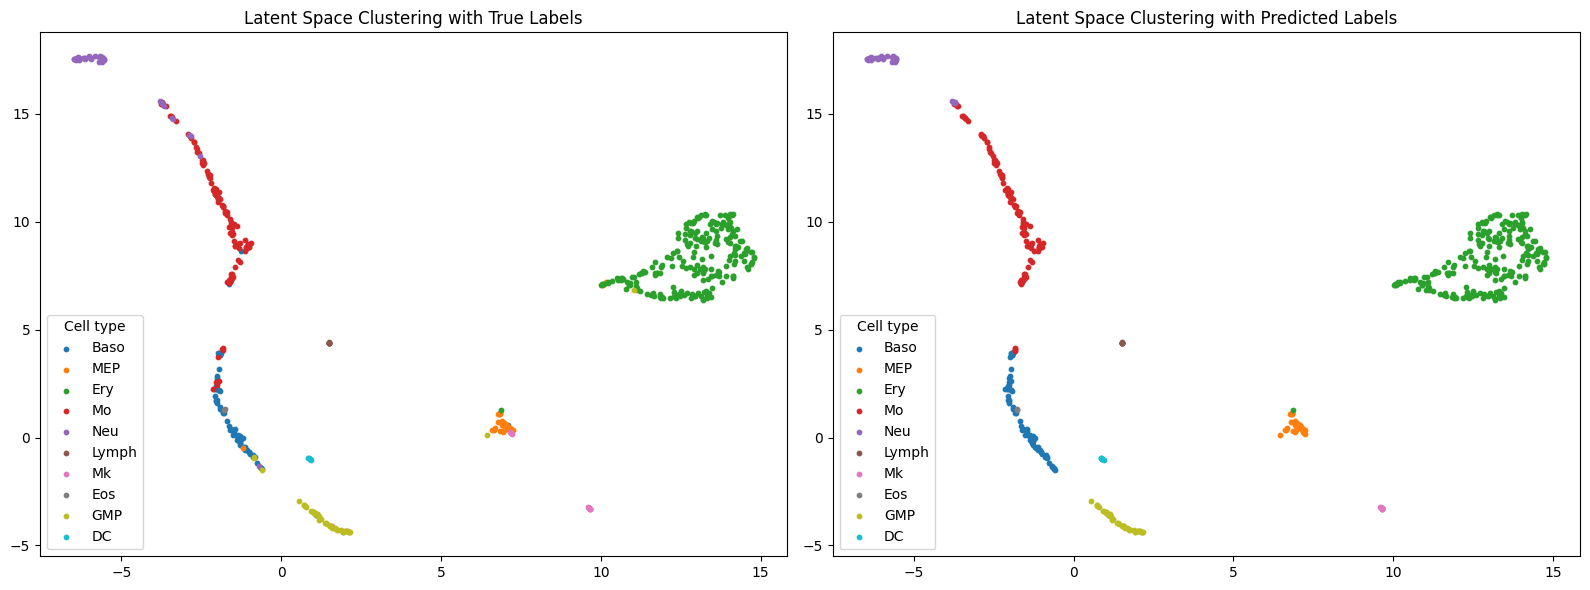 Latent Space Clustering with True Labels
15
10
5
0
−5
−5
0
5
10
15
Cell type
Baso
MEP
Ery
Mo
Neu
Lymph
Mk
Eos
GMP
DC
Latent Space Clustering with Predicted Labels
15
10
5
0
−5
−5
0
5
10
15
Cell type
Baso
MEP
Ery
Mo
Neu
Lymph
Mk
Eos
GMP
DC